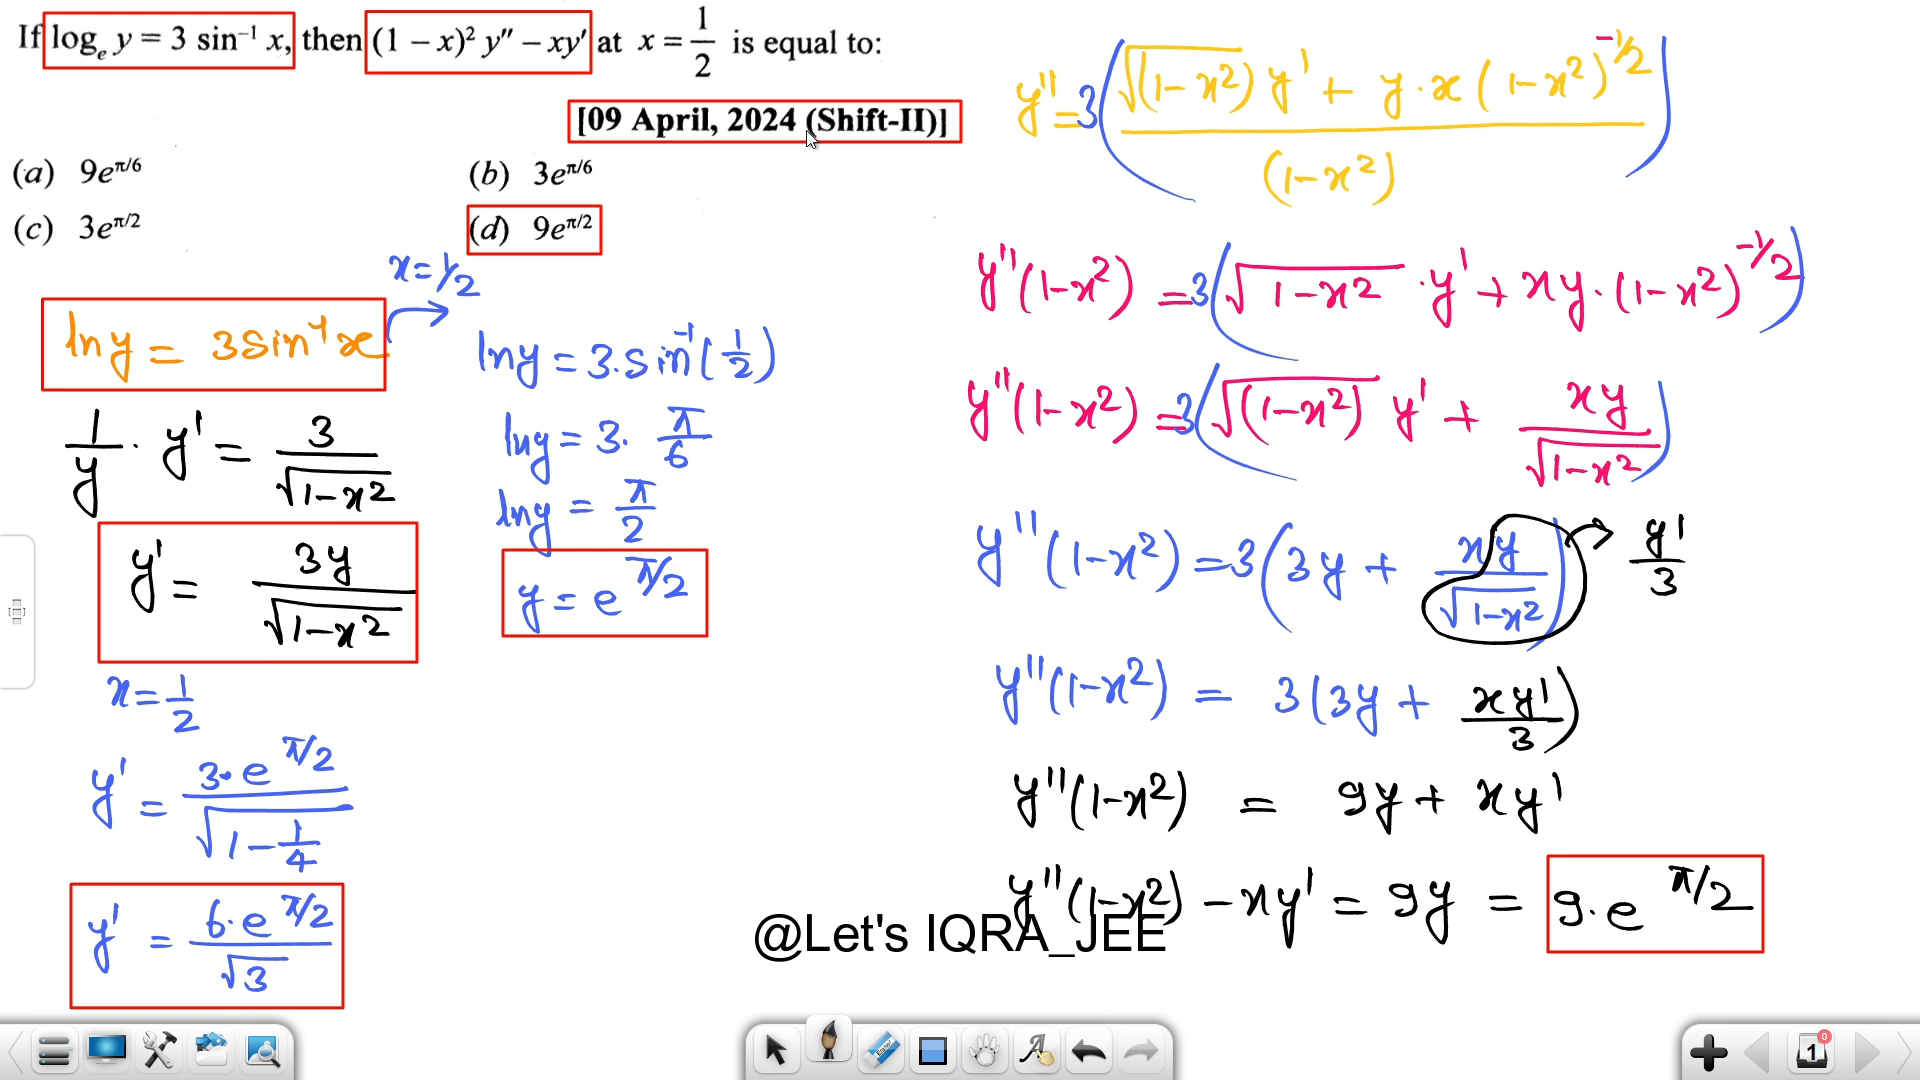 If log_e y = 3 sin⁻¹ x, then (1 – x)² y″ – xy′ at x = 1/2 is equal to:
[09 April, 2024 (Shift-II)]
(a) 9e^{π/6}
(b) 3e^{π/6}
(c) 3e^{π/2}
(d) 9e^{π/2}
x = 1/2
ln y = 3 sin⁻¹ x
1/y · y' = 3/√(1-x²)
y' = 3y/√(1-x²)
x = 1/2
y' = 3·e^{π/2}/√(1-1/4)
y' = 6·e^{π/2}/√3
ln y = 3·sin⁻¹(1/2)
ln y = 3·π/6
ln y = π/2
y = e^{π/2}
y'' = 3(√(1-x²) y' + y·x(1-x²)^{-1/2}/(1-x²))
y''(1-x²) = 3(√(1-x²)·y' + xy·(1-x²)^{-1/2})
y''(1-x²) = 3(√(1-x²) y' + xy/√(1-x²))
y''(1-x²) = 3(3y + xy/√(1-x²)) → y'/3
y''(1-x²) = 3(3y + xy'/3)
y''(1-x²) = 9y + xy'
y''(1-x²) - xy' = 9y = 9·e^{π/2}
@Let's IQRA_JEE
Eraser
A
1
0